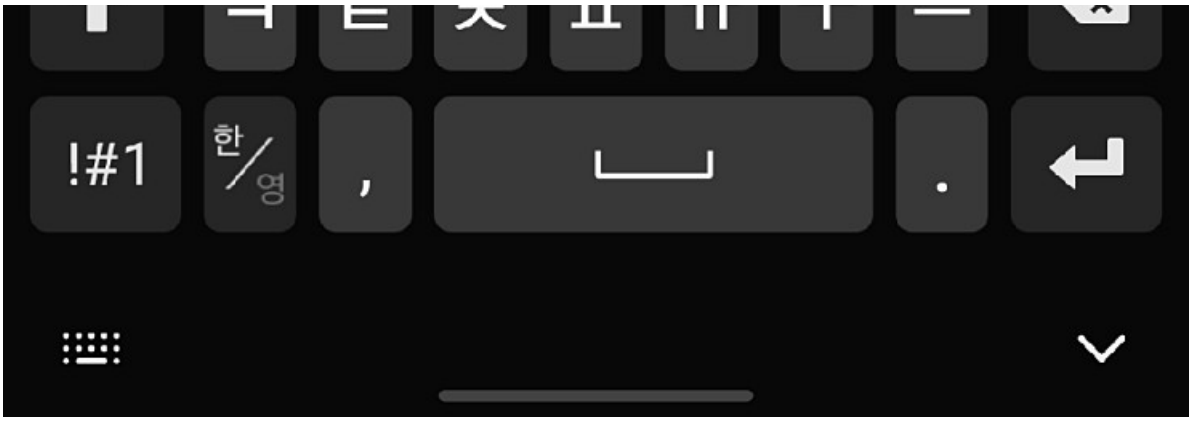 ㅋ ㅌ ㅊ ㅍ ㅠ ㅜ ㅡ
!#1 한/영 , .